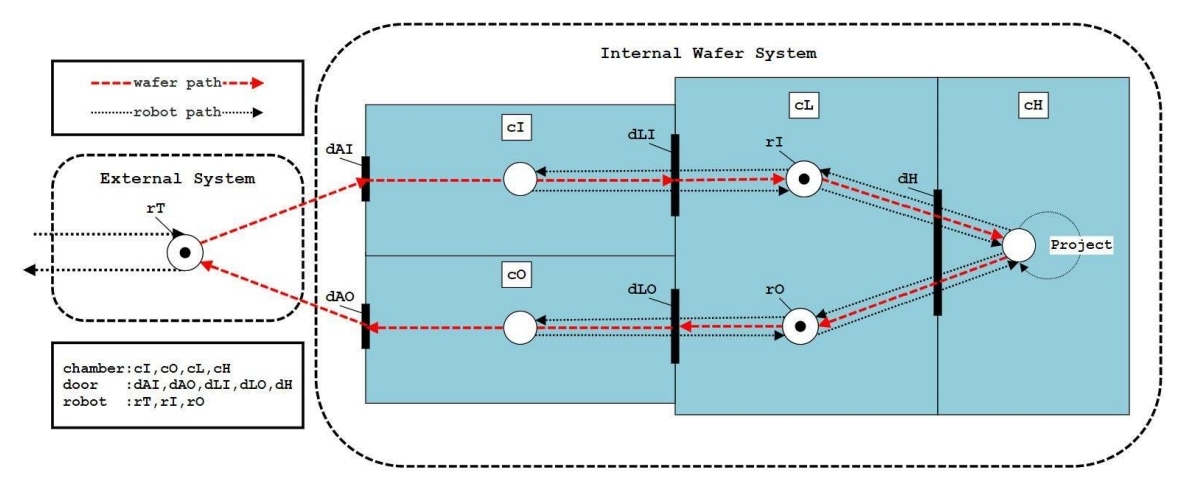 Internal Wafer System
wafer path
robot path
cI
cL
cH
dAI
dLI
rI
dH
External System
rT
Project
cO
dAO
dLO
rO
chamber:cI,cO,cL,cH
door :dAI,dAO,dLI,dLO,dH
robot :rT,rI,rO